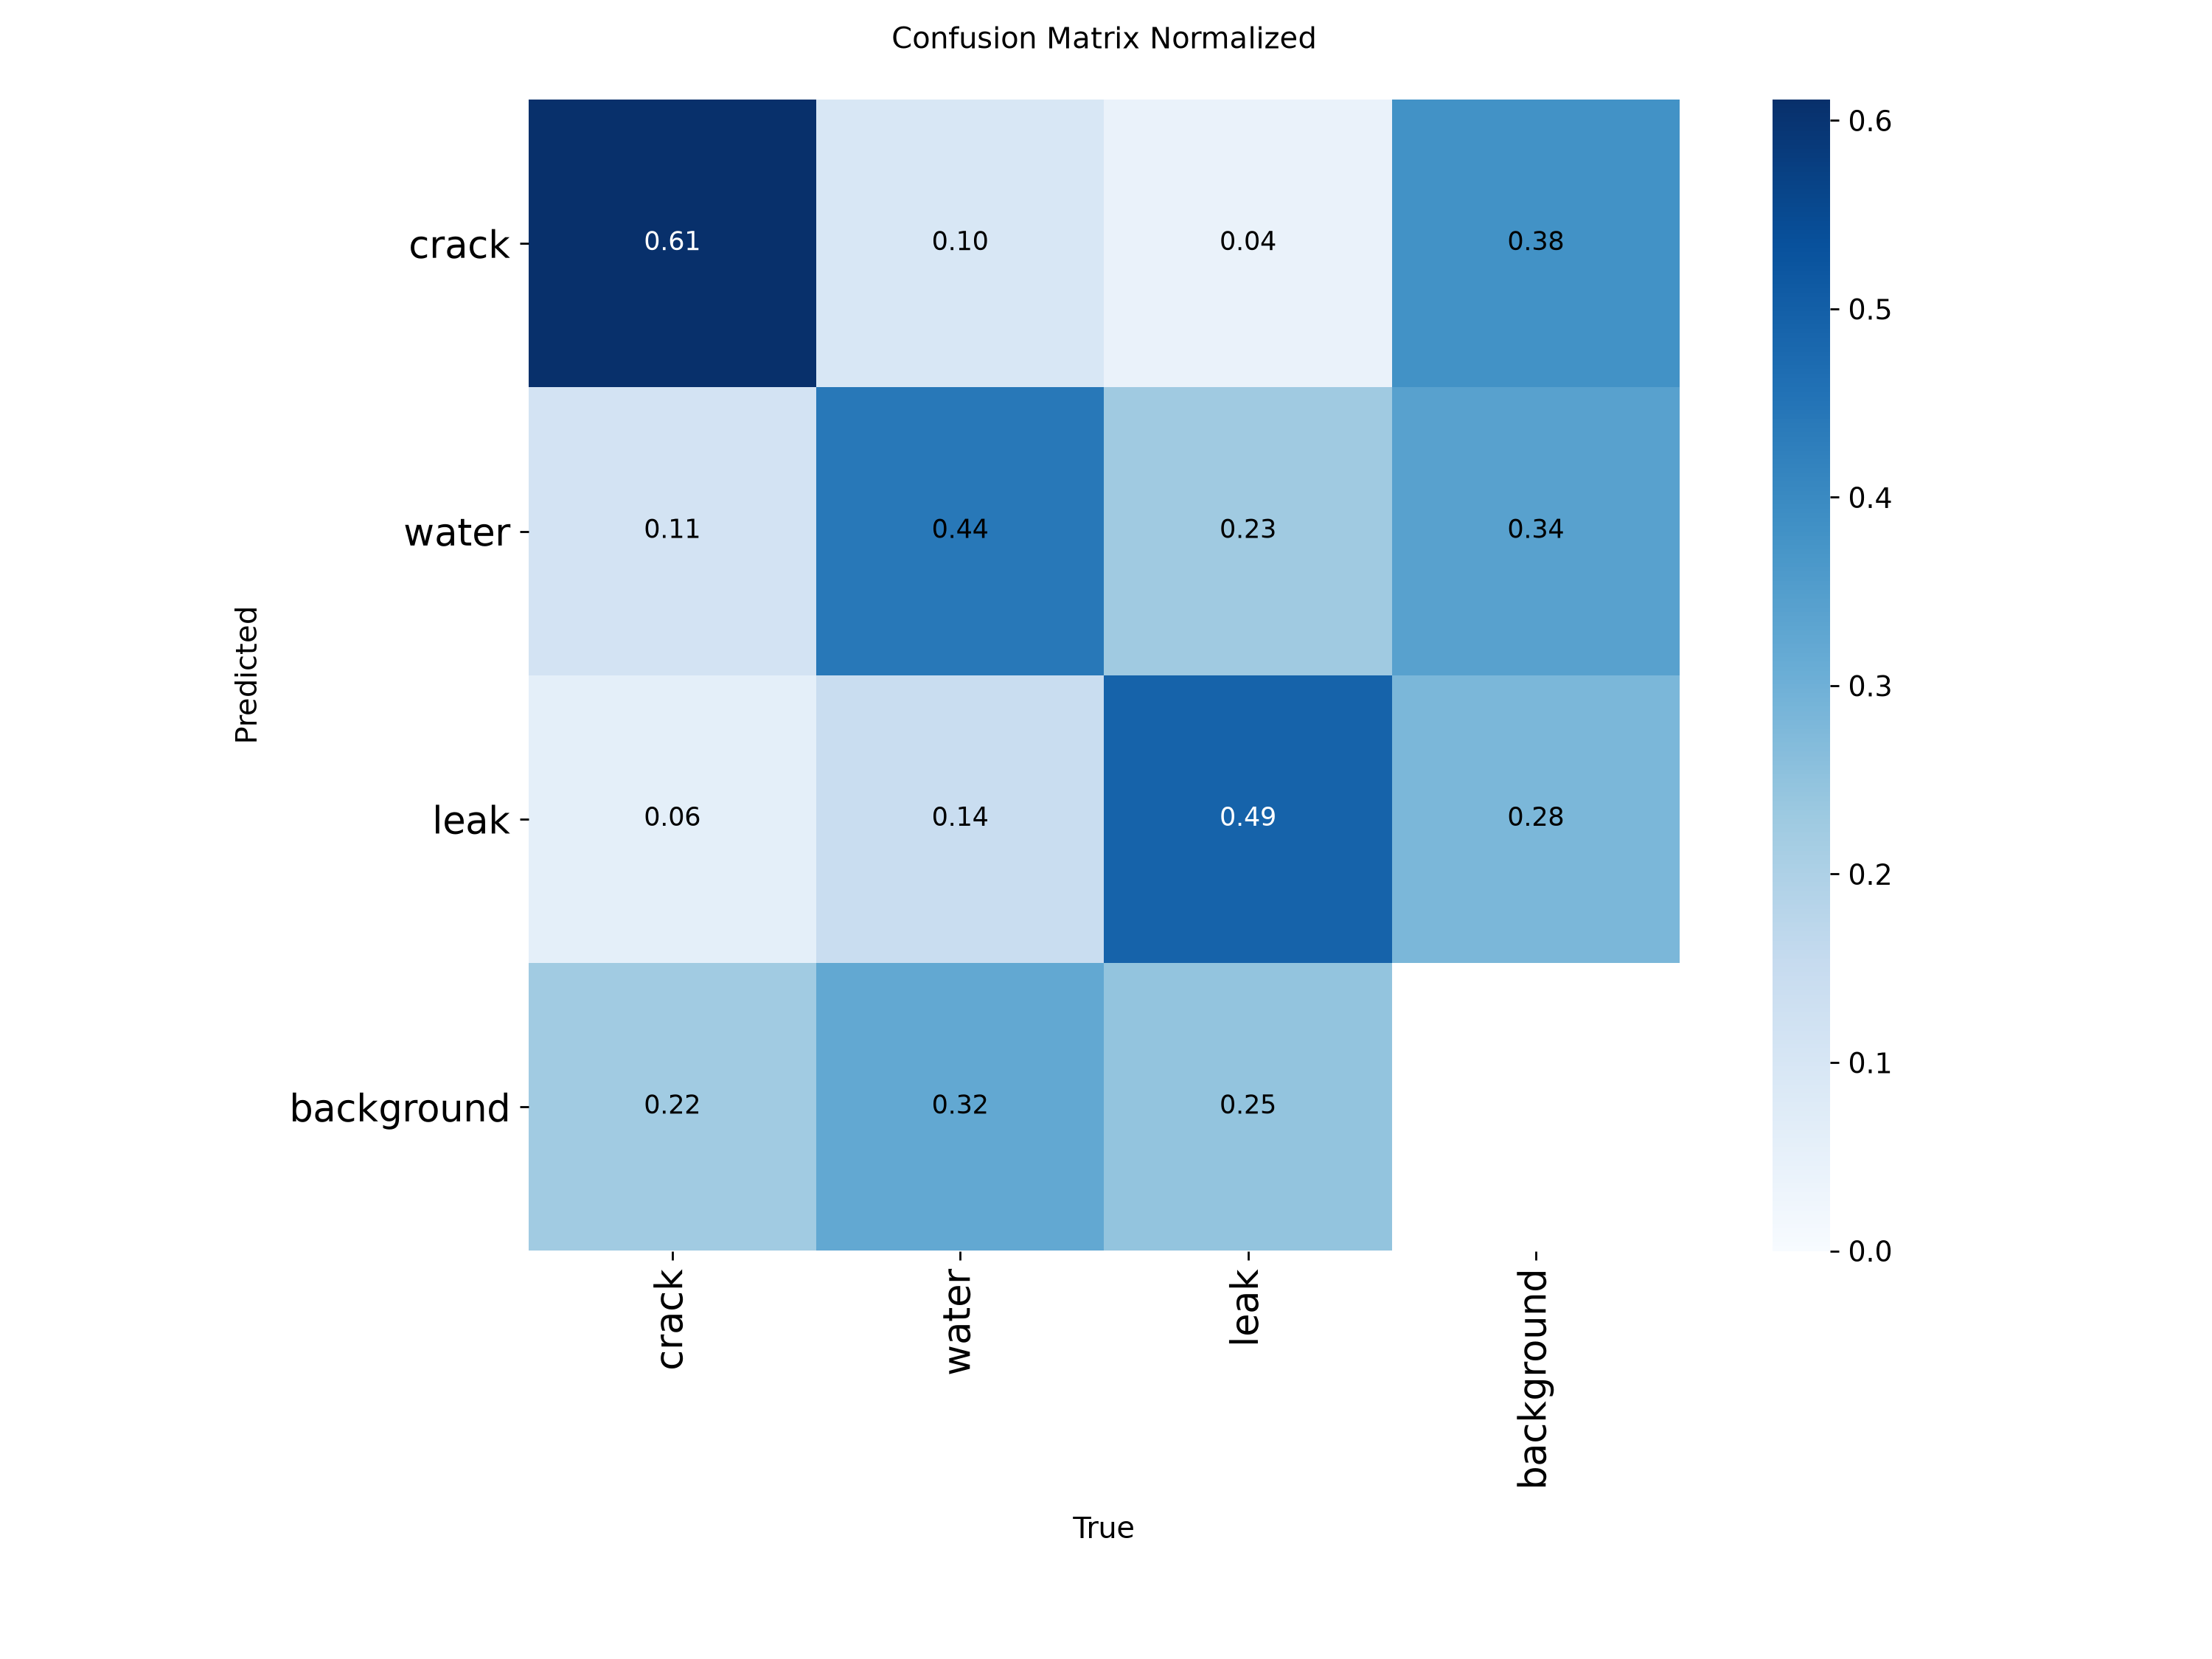 Confusion Matrix Normalized
crack
0.61
0.10
0.04
0.38
water
0.11
0.44
0.23
0.34
leak
0.06
0.14
0.49
0.28
background
0.22
0.32
0.25
Predicted
crack
water
leak
background
True
0.6
0.5
0.4
0.3
0.2
0.1
0.0